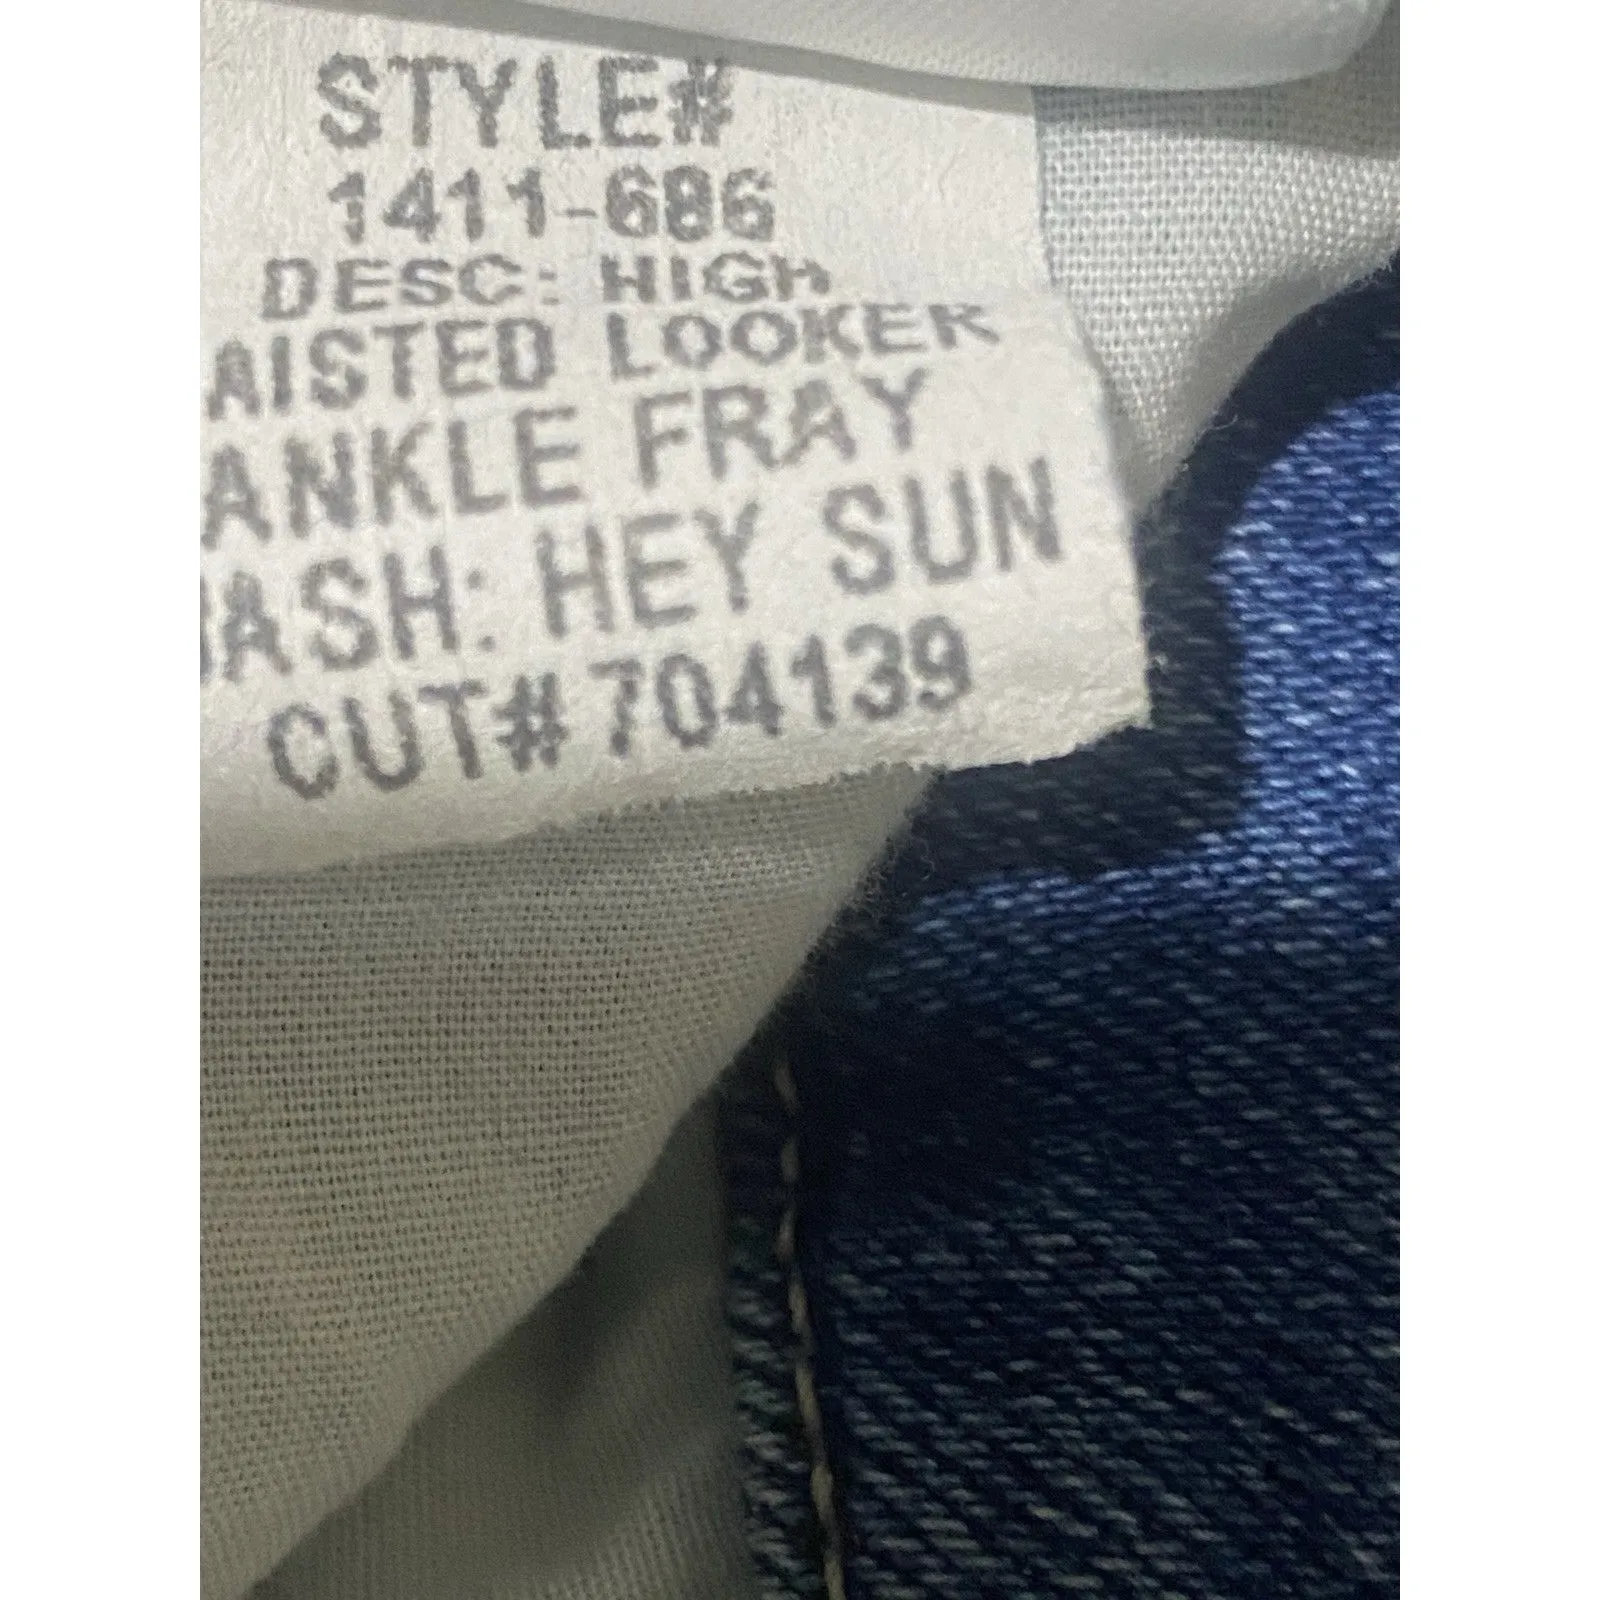 STYLE#
1411-686
DESC: HIGH
AISTED LOOKER
ANKLE FRAY
ASH: HEY SUN
CUT# 704139